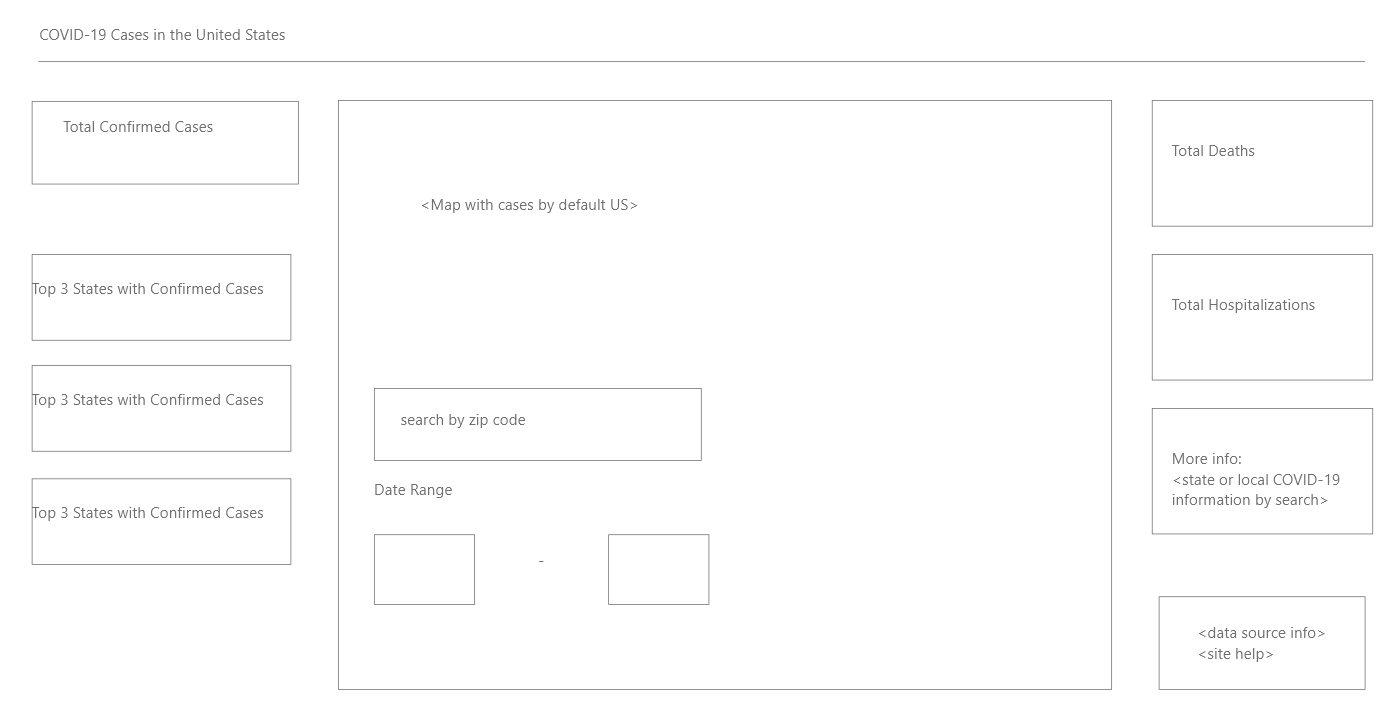 COVID-19 Cases in the United States
Total Confirmed Cases
Top 3 States with Confirmed Cases
Top 3 States with Confirmed Cases
Top 3 States with Confirmed Cases
<Map with cases by default US>
search by zip code
Date Range
-
Total Deaths
Total Hospitalizations
More info:
<state or local COVID-19
information by search>
<data source info>
<site help>